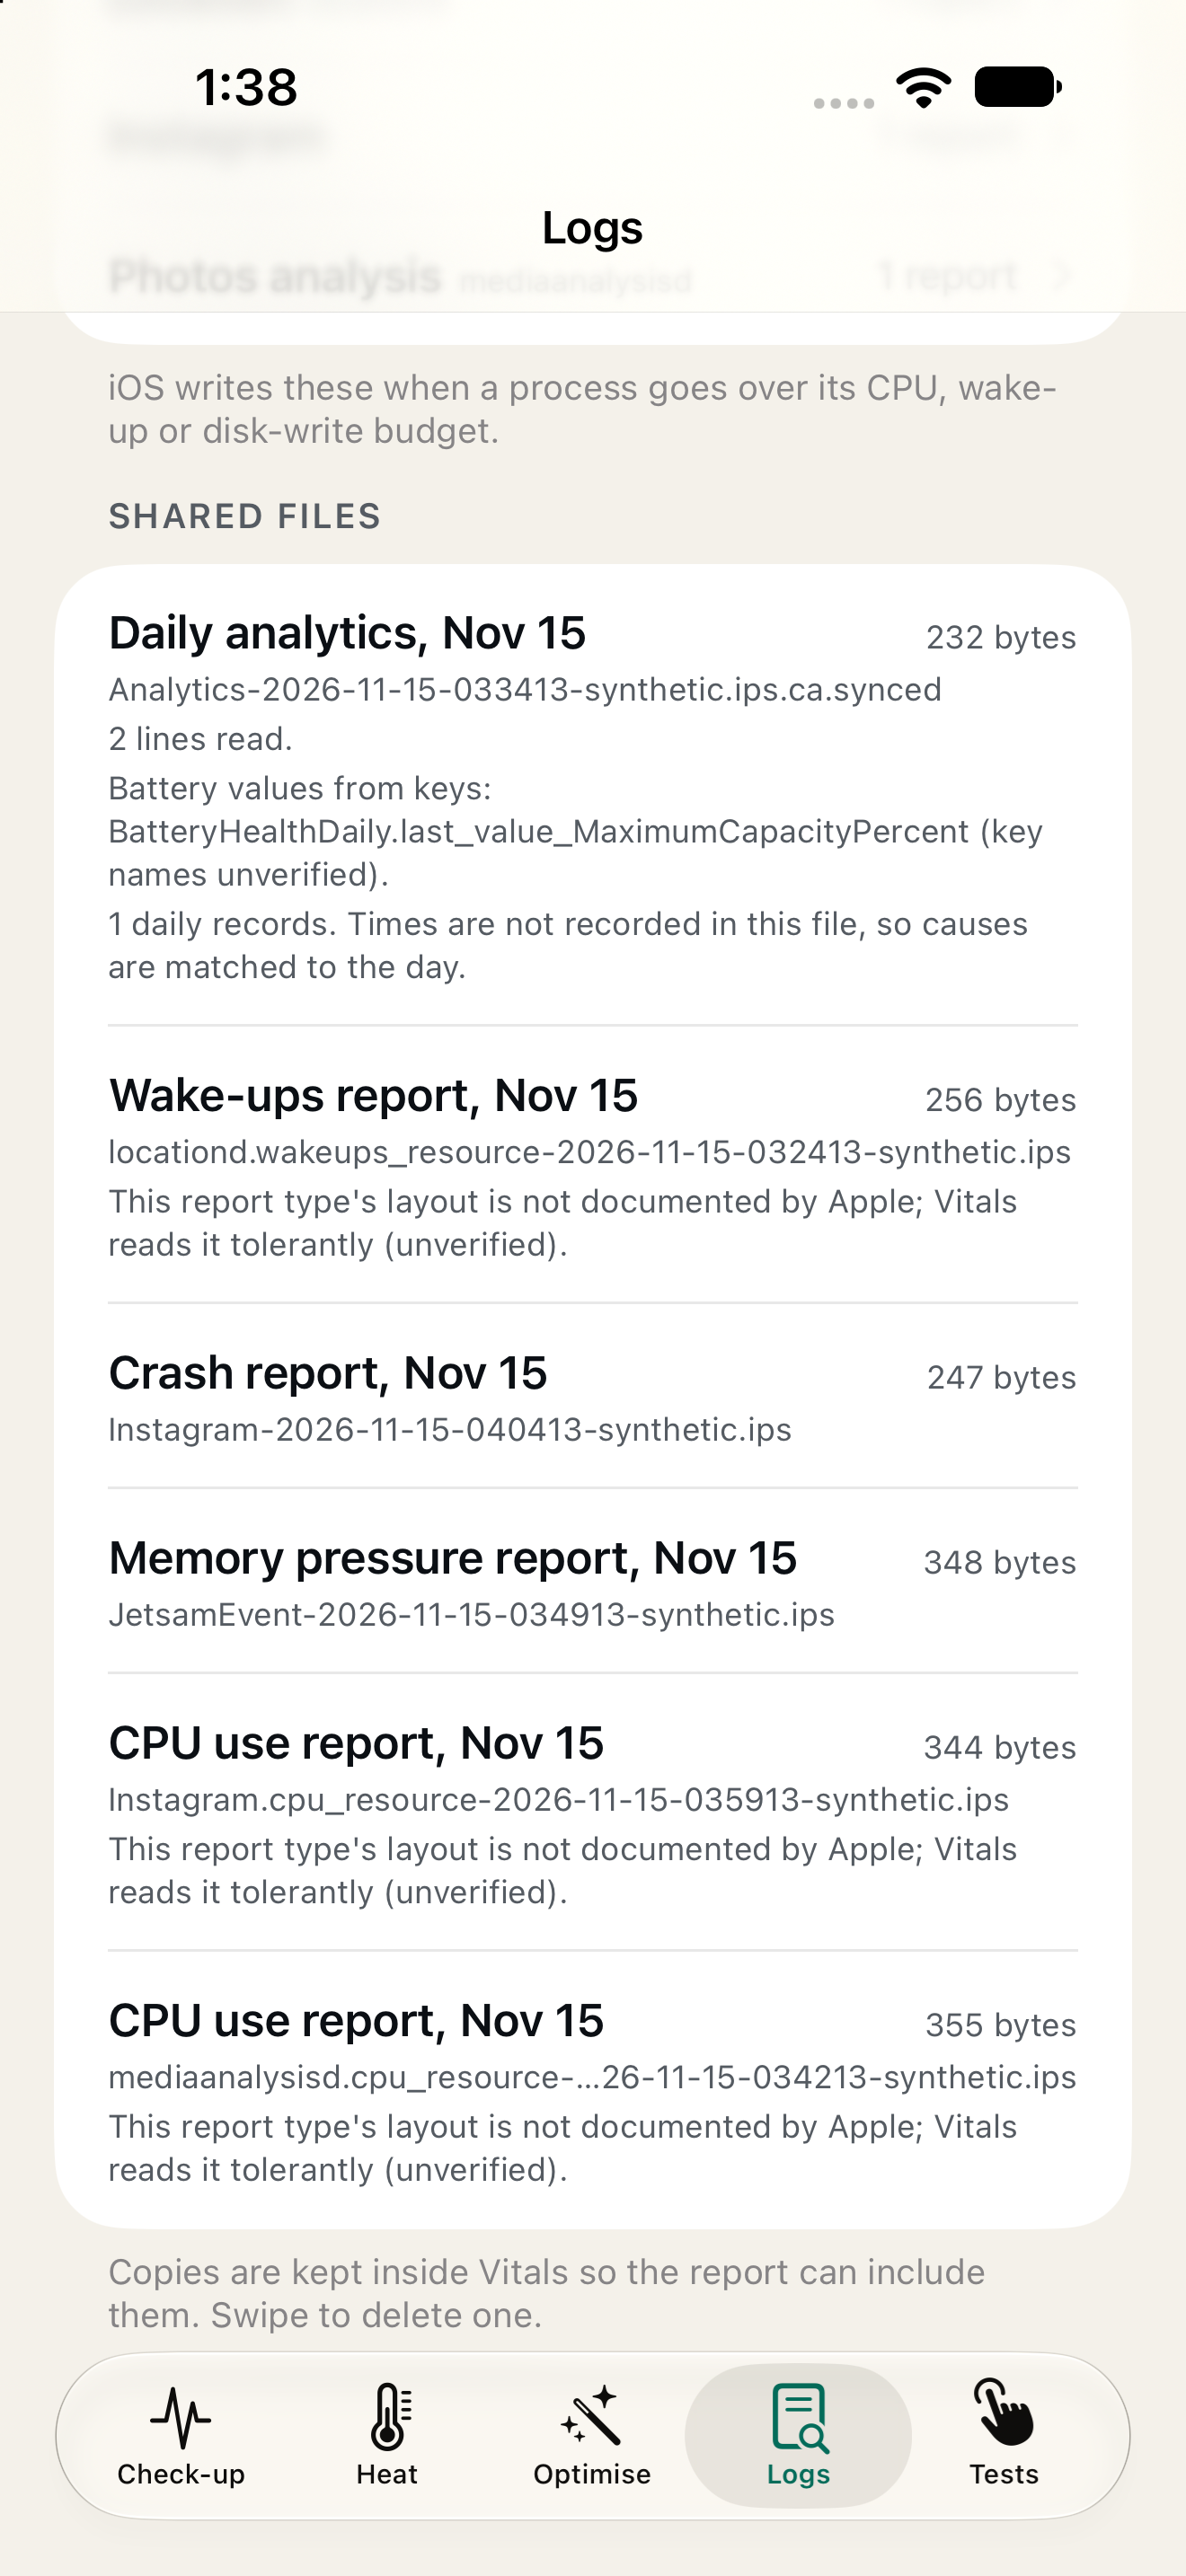 1:38
Instagram
1 report
Logs
Photos analysis mediaanalysisd 1 report
iOS writes these when a process goes over its CPU, wake-
up or disk-write budget.
SHARED FILES
Daily analytics, Nov 15 232 bytes
Analytics-2026-11-15-033413-synthetic.ips.ca.synced
2 lines read.
Battery values from keys:
BatteryHealthDaily.last_value_MaximumCapacityPercent (key
names unverified).
1 daily records. Times are not recorded in this file, so causes
are matched to the day.
Wake-ups report, Nov 15 256 bytes
locationd.wakeups_resource-2026-11-15-032413-synthetic.ips
This report type's layout is not documented by Apple; Vitals
reads it tolerantly (unverified).
Crash report, Nov 15 247 bytes
Instagram-2026-11-15-040413-synthetic.ips
Memory pressure report, Nov 15 348 bytes
JetsamEvent-2026-11-15-034913-synthetic.ips
CPU use report, Nov 15 344 bytes
Instagram.cpu_resource-2026-11-15-035913-synthetic.ips
This report type's layout is not documented by Apple; Vitals
reads it tolerantly (unverified).
CPU use report, Nov 15 355 bytes
mediaanalysisd.cpu_resource-...26-11-15-034213-synthetic.ips
This report type's layout is not documented by Apple; Vitals
reads it tolerantly (unverified).
Copies are kept inside Vitals so the report can include
them. Swipe to delete one.
Check-up Heat Optimise Logs Tests